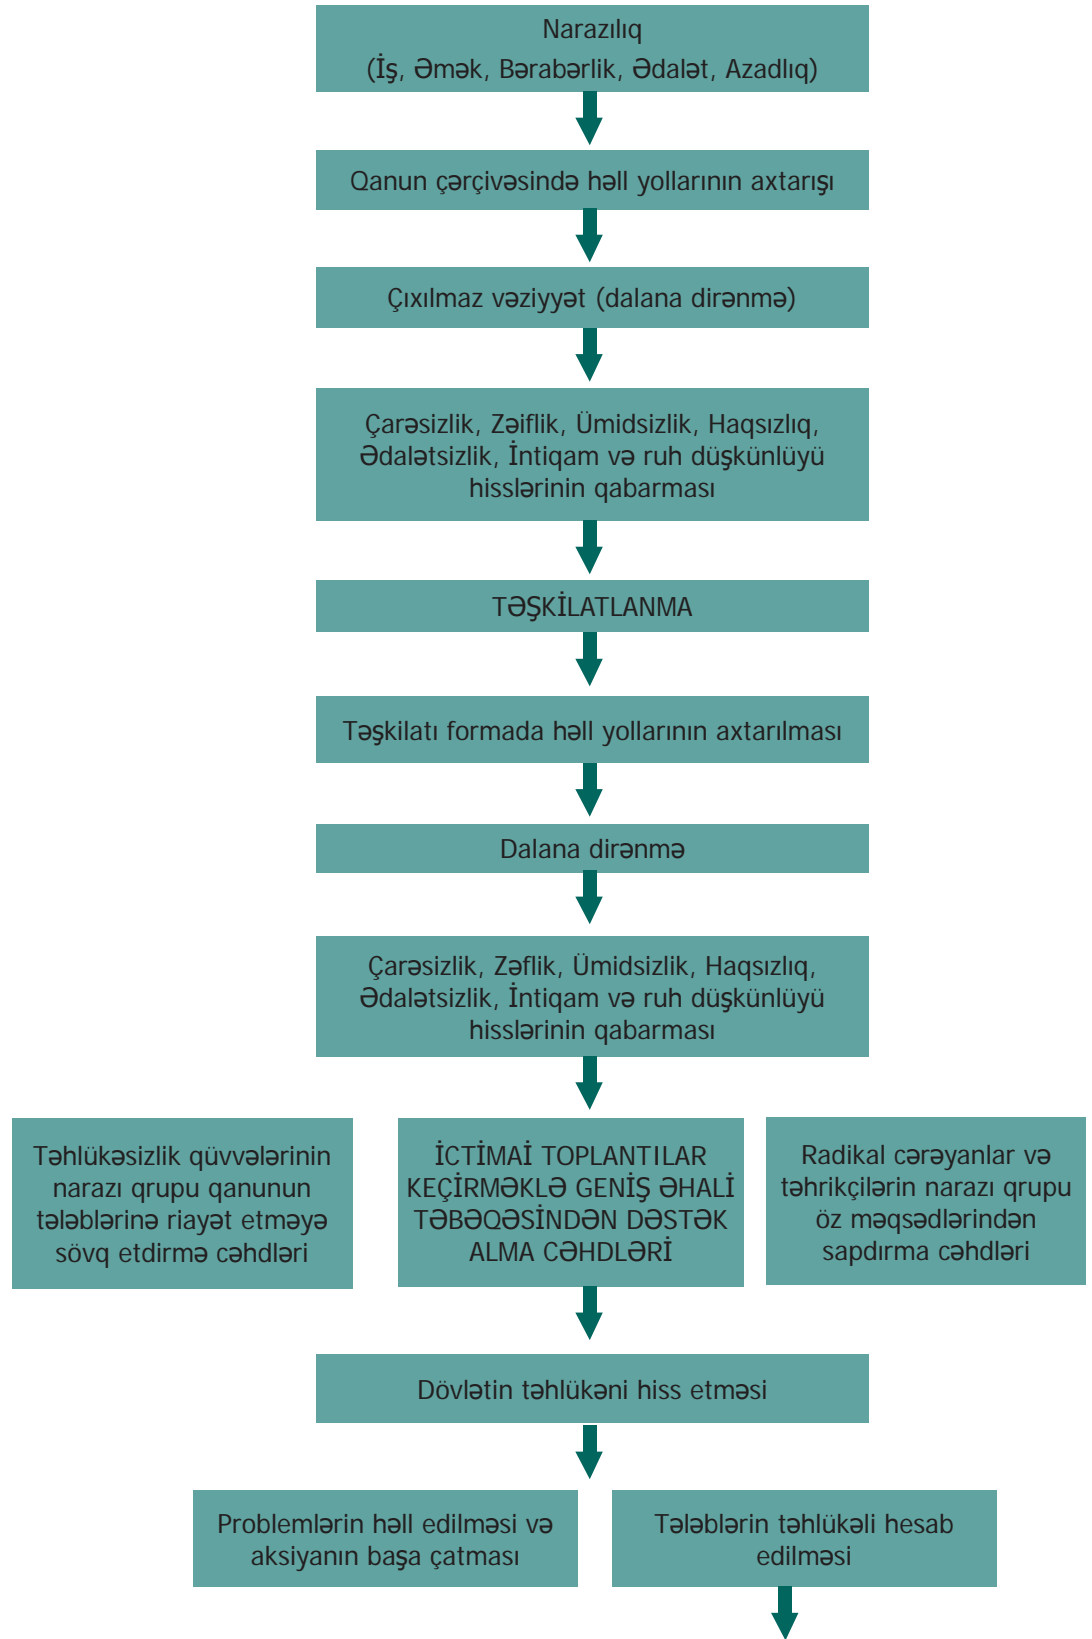 Narazılıq
(İş, Əmək, Bərabərlik, Ədalət, Azadlıq)
Qanun çərçivəsində həll yollarının axtarışı
Çıxılmaz vəziyyət (dalana dirənmə)
Çarəsizlik, Zəiflik, Ümidsizlik, Haqsızlıq,
Ədalətsizlik, İntiqam və ruh düşkünlüyü
hisslərinin qabarması
TƏŞKİLATLANMA
Təşkilatı formada həll yollarının axtarılması
Dalana dirənmə
Çarəsizlik, Zəflik, Ümidsizlik, Haqsızlıq,
Ədalətsizlik, İntiqam və ruh düşkünlüyü
hisslərinin qabarması
Təhlükəsizlik qüvvələrinin
narazı qrupu qanunun
tələblərinə riayət etməyə
sövq etdirmə cəhdləri
İCTİMAİ TOPLANTILAR
KEÇİRMƏKLƏ GENİŞ ƏHALİ
TƏBƏQƏSİNDƏN DƏSTƏK
ALMA CƏHDLƏRİ
Radikal cərəyanlar və
təhrikçilərin narazı qrupu
öz məqsədlərindən
sapdırma cəhdləri
Dövlətin təhlükəni hiss etməsi
Problemlərin həll edilməsi və
aksiyanın başa çatması
Tələblərin təhlükəli hesab
edilməsi